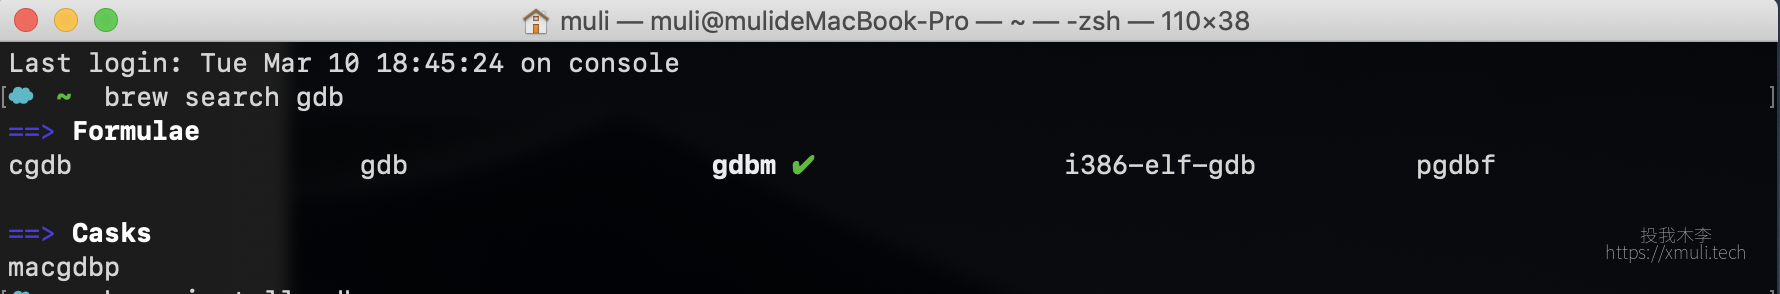 muli — muli@mulideMacBook-Pro — ~ — -zsh — 110×38
Last login: Tue Mar 10 18:45:24 on console
[ ~ brew search gdb ]
==> Formulae
cgdb gdb gdbm ✔ i386-elf-gdb pgdbf
==> Casks
macgdbp
投我木李
https://xmuli.tech